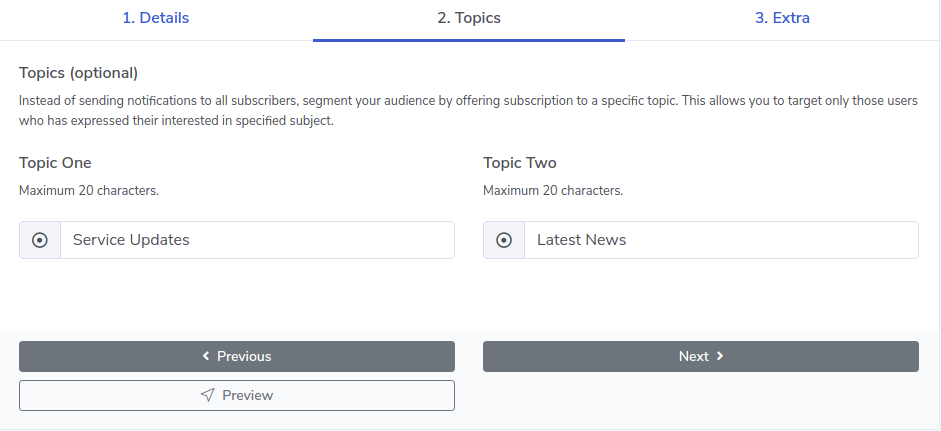 1. Details
2. Topics
3. Extra
Topics (optional)
Instead of sending notifications to all subscribers, segment your audience by offering subscription to a specific topic. This allows you to target only those users
who has expressed their interested in specified subject.
Topic One
Topic Two
Maximum 20 characters.
Maximum 20 characters.
Service Updates
Latest News
Previous
Next
Preview